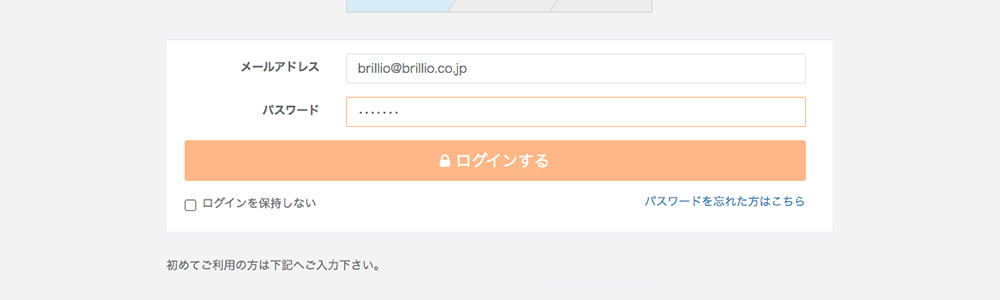 メールアドレス
brillio@brillio.co.jp
パスワード
·······
ログインする
ログインを保持しない
パスワードを忘れた方はこちら
初めてご利用の方は下記へご入力下さい。